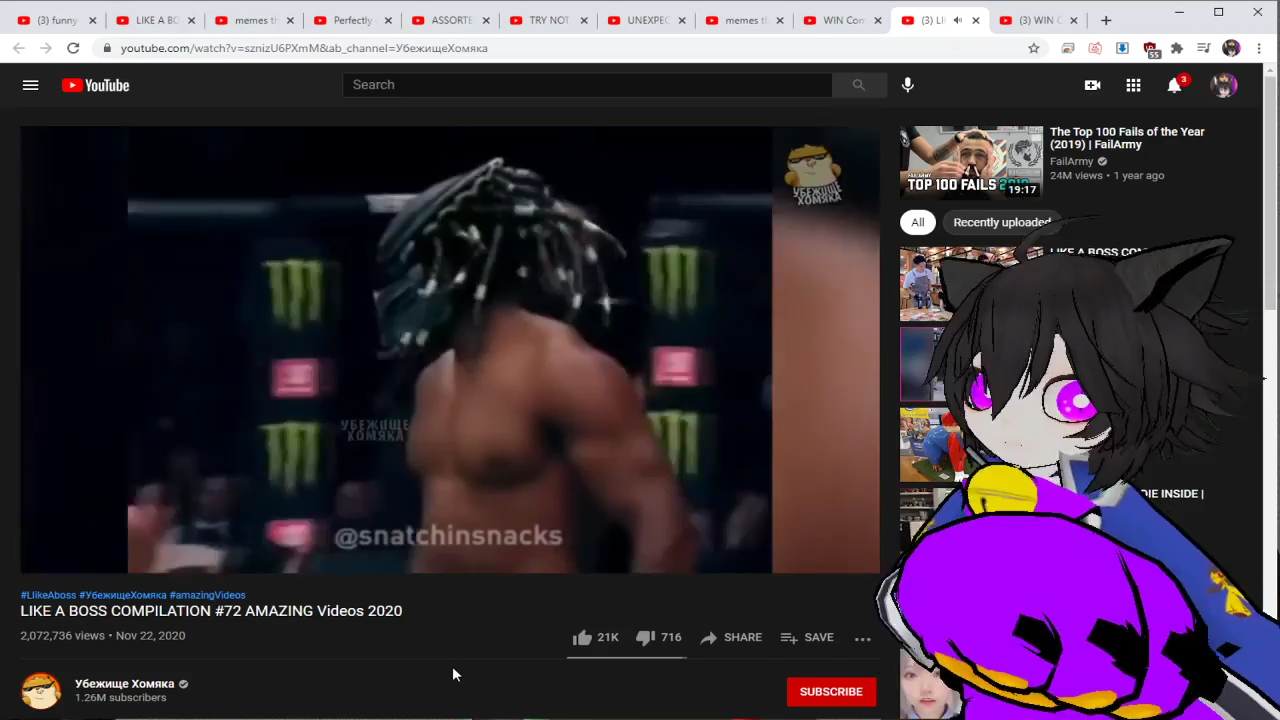 (3) funny
LIKE A BO
memes th
Perfectly
ASSORTE
TRY NOT
UNEXPEC
memes th
WIN Com
(3) LI
(3) WIN C
youtube.com/watch?v=sznizU6PXmM&ab_channel=УбежищеХомяка
55
YouTube
Search
3
УБЕЖИЩЕ
ХОМЯКА
УБЕЖИЩЕ
ХОМЯКА
@snatchinsnacks
#LlikeAboss #УбежищеХомяка #amazingVideos
LIKE A BOSS COMPILATION #72 AMAZING Videos 2020
2,072,736 views • Nov 22, 2020
21K
716
SHARE
SAVE
Убежище Хомяка
1.26M subscribers
SUBSCRIBE
TOP 100 FAILS
19:17
The Top 100 Fails of the Year
(2019) | FailArmy
FailArmy
24M views • 1 year ago
All
Recently uploaded
LIKE A BOSS COMP
DIE INSIDE |